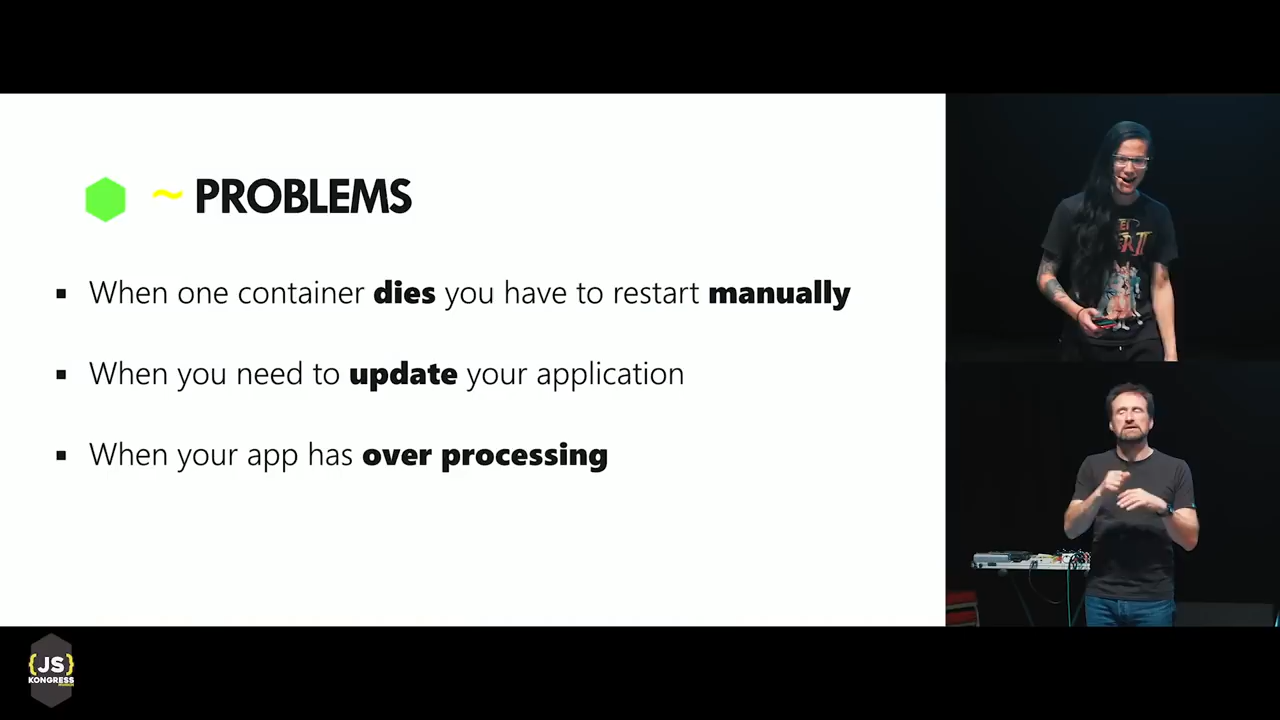 ~ PROBLEMS
▪ When one container dies you have to restart manually
▪ When you need to update your application
▪ When your app has over processing
{JS}
KONGRESS